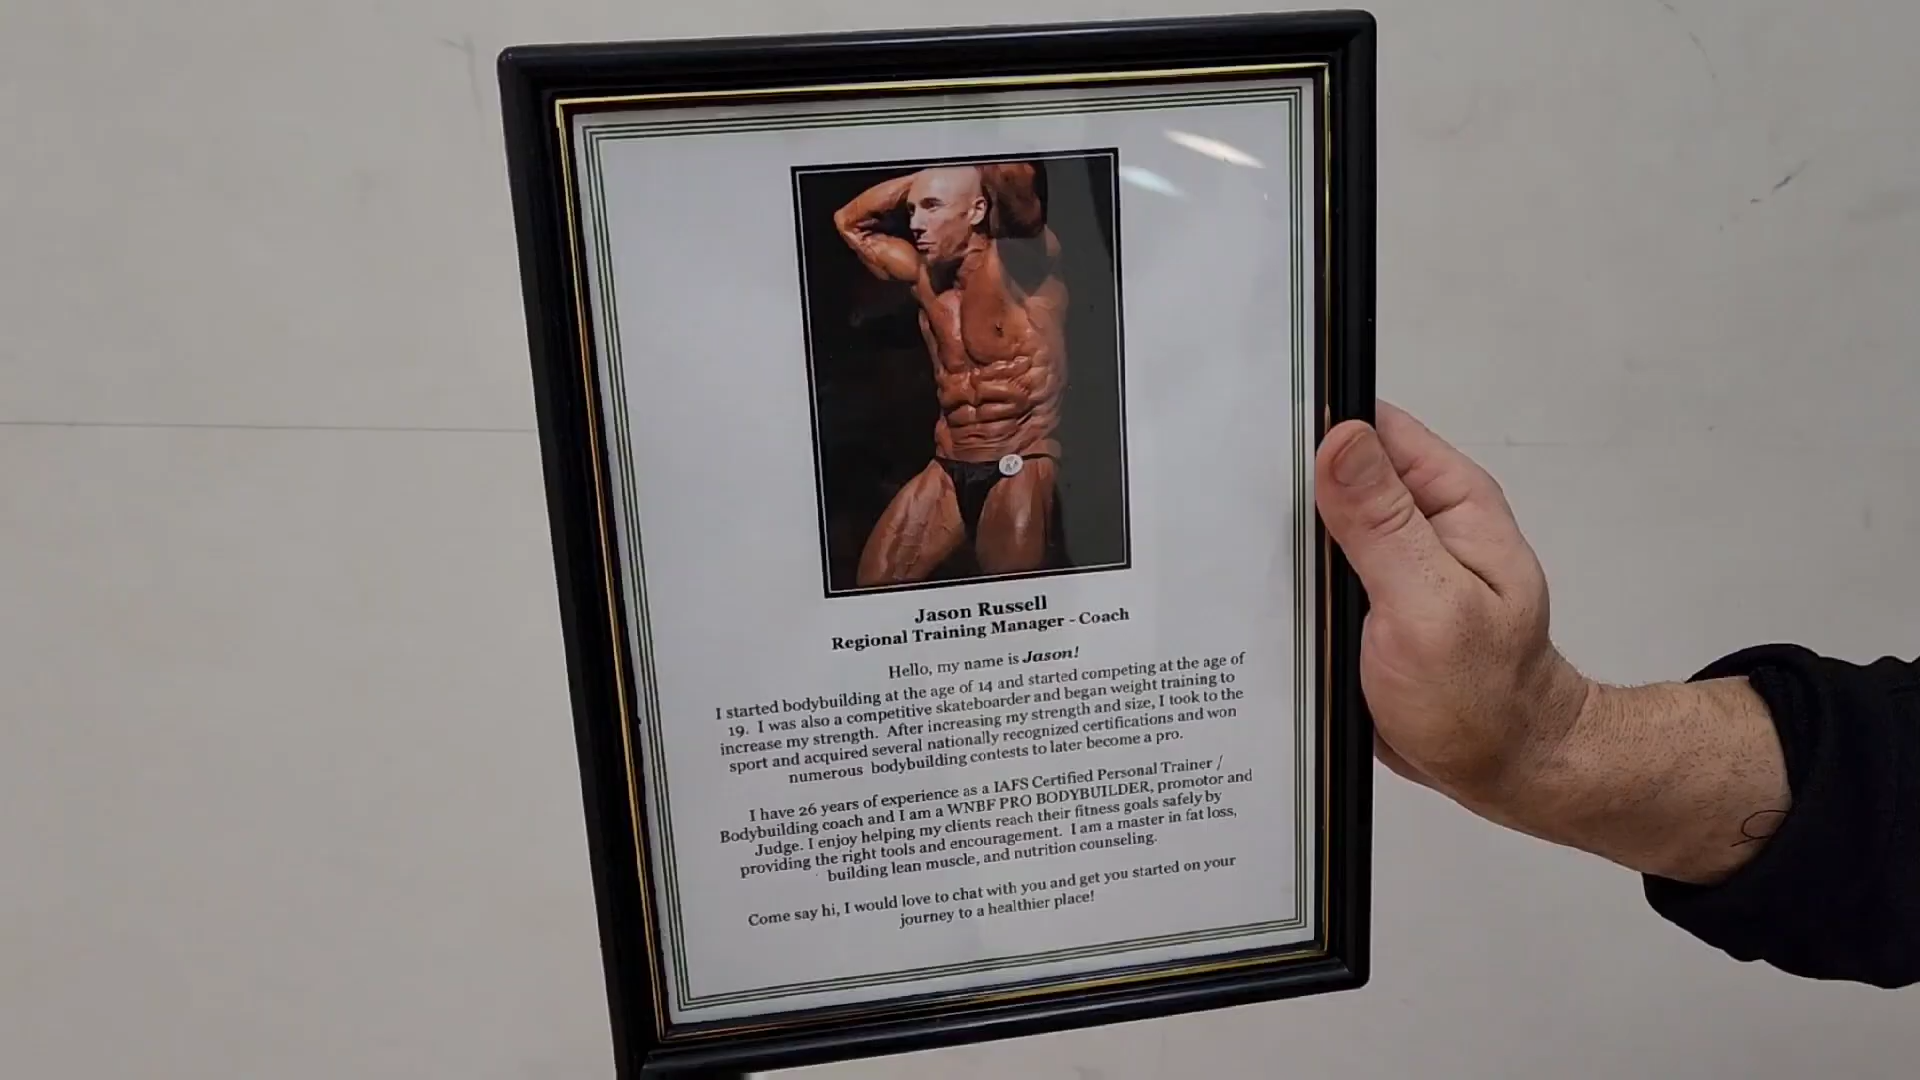 Jason Russell
Regional Training Manager - Coach
Hello, my name is Jason!
I started bodybuilding at the age of 14 and started competing at the age of
19. I was also a competitive skateboarder and began weight training to
increase my strength. After increasing my strength and size, I took to the
sport and acquired several nationally recognized certifications and won
numerous bodybuilding contests to later become a pro.
I have 26 years of experience as a IAFS Certified Personal Trainer /
Bodybuilding coach and I am a WNBF PRO BODYBUILDER, promotor and
Judge. I enjoy helping my clients reach their fitness goals safely by
providing the right tools and encouragement. I am a master in fat loss,
building lean muscle, and nutrition counseling.
Come say hi, I would love to chat with you and get you started on your
journey to a healthier place!